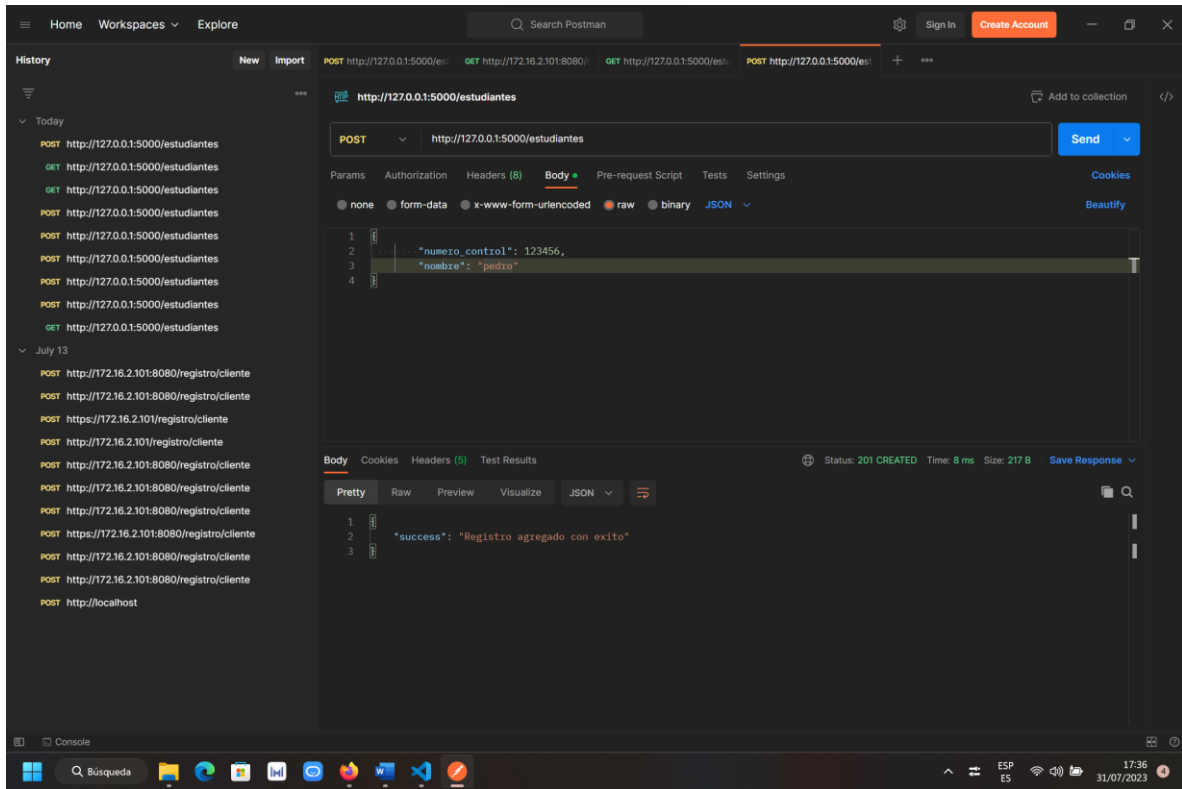 Home Workspaces Explore Search Postman Sign In Create Account
History New Import
POST http://127.0.0.1:5000/es GET http://172.16.2.101:8080/ GET http://127.0.0.1:5000/estu POST http://127.0.0.1:5000/est
HTTP http://127.0.0.1:5000/estudiantes Add to collection
POST http://127.0.0.1:5000/estudiantes Send
Params Authorization Headers (8) Body Pre-request Script Tests Settings Cookies
none form-data x-www-form-urlencoded raw binary JSON Beautify
1 {
2 "numero_control": 123456,
3 "nombre": "pedro"
4 }
Today
POST http://127.0.0.1:5000/estudiantes
GET http://127.0.0.1:5000/estudiantes
GET http://127.0.0.1:5000/estudiantes
POST http://127.0.0.1:5000/estudiantes
POST http://127.0.0.1:5000/estudiantes
POST http://127.0.0.1:5000/estudiantes
POST http://127.0.0.1:5000/estudiantes
POST http://127.0.0.1:5000/estudiantes
GET http://127.0.0.1:5000/estudiantes
July 13
POST http://172.16.2.101:8080/registro/cliente
POST http://172.16.2.101:8080/registro/cliente
POST https://172.16.2.101/registro/cliente
POST http://172.16.2.101/registro/cliente
POST http://172.16.2.101:8080/registro/cliente
POST http://172.16.2.101:8080/registro/cliente
POST http://172.16.2.101:8080/registro/cliente
POST https://172.16.2.101:8080/registro/cliente
POST http://172.16.2.101:8080/registro/cliente
POST http://172.16.2.101:8080/registro/cliente
POST http://localhost
Body Cookies Headers (5) Test Results Status: 201 CREATED Time: 8 ms Size: 217 B Save Response
Pretty Raw Preview Visualize JSON
1 {
2 "success": "Registro agregado con exito"
3 }
Console
Búsqueda
ESP
ES
17:36
31/07/2023
4